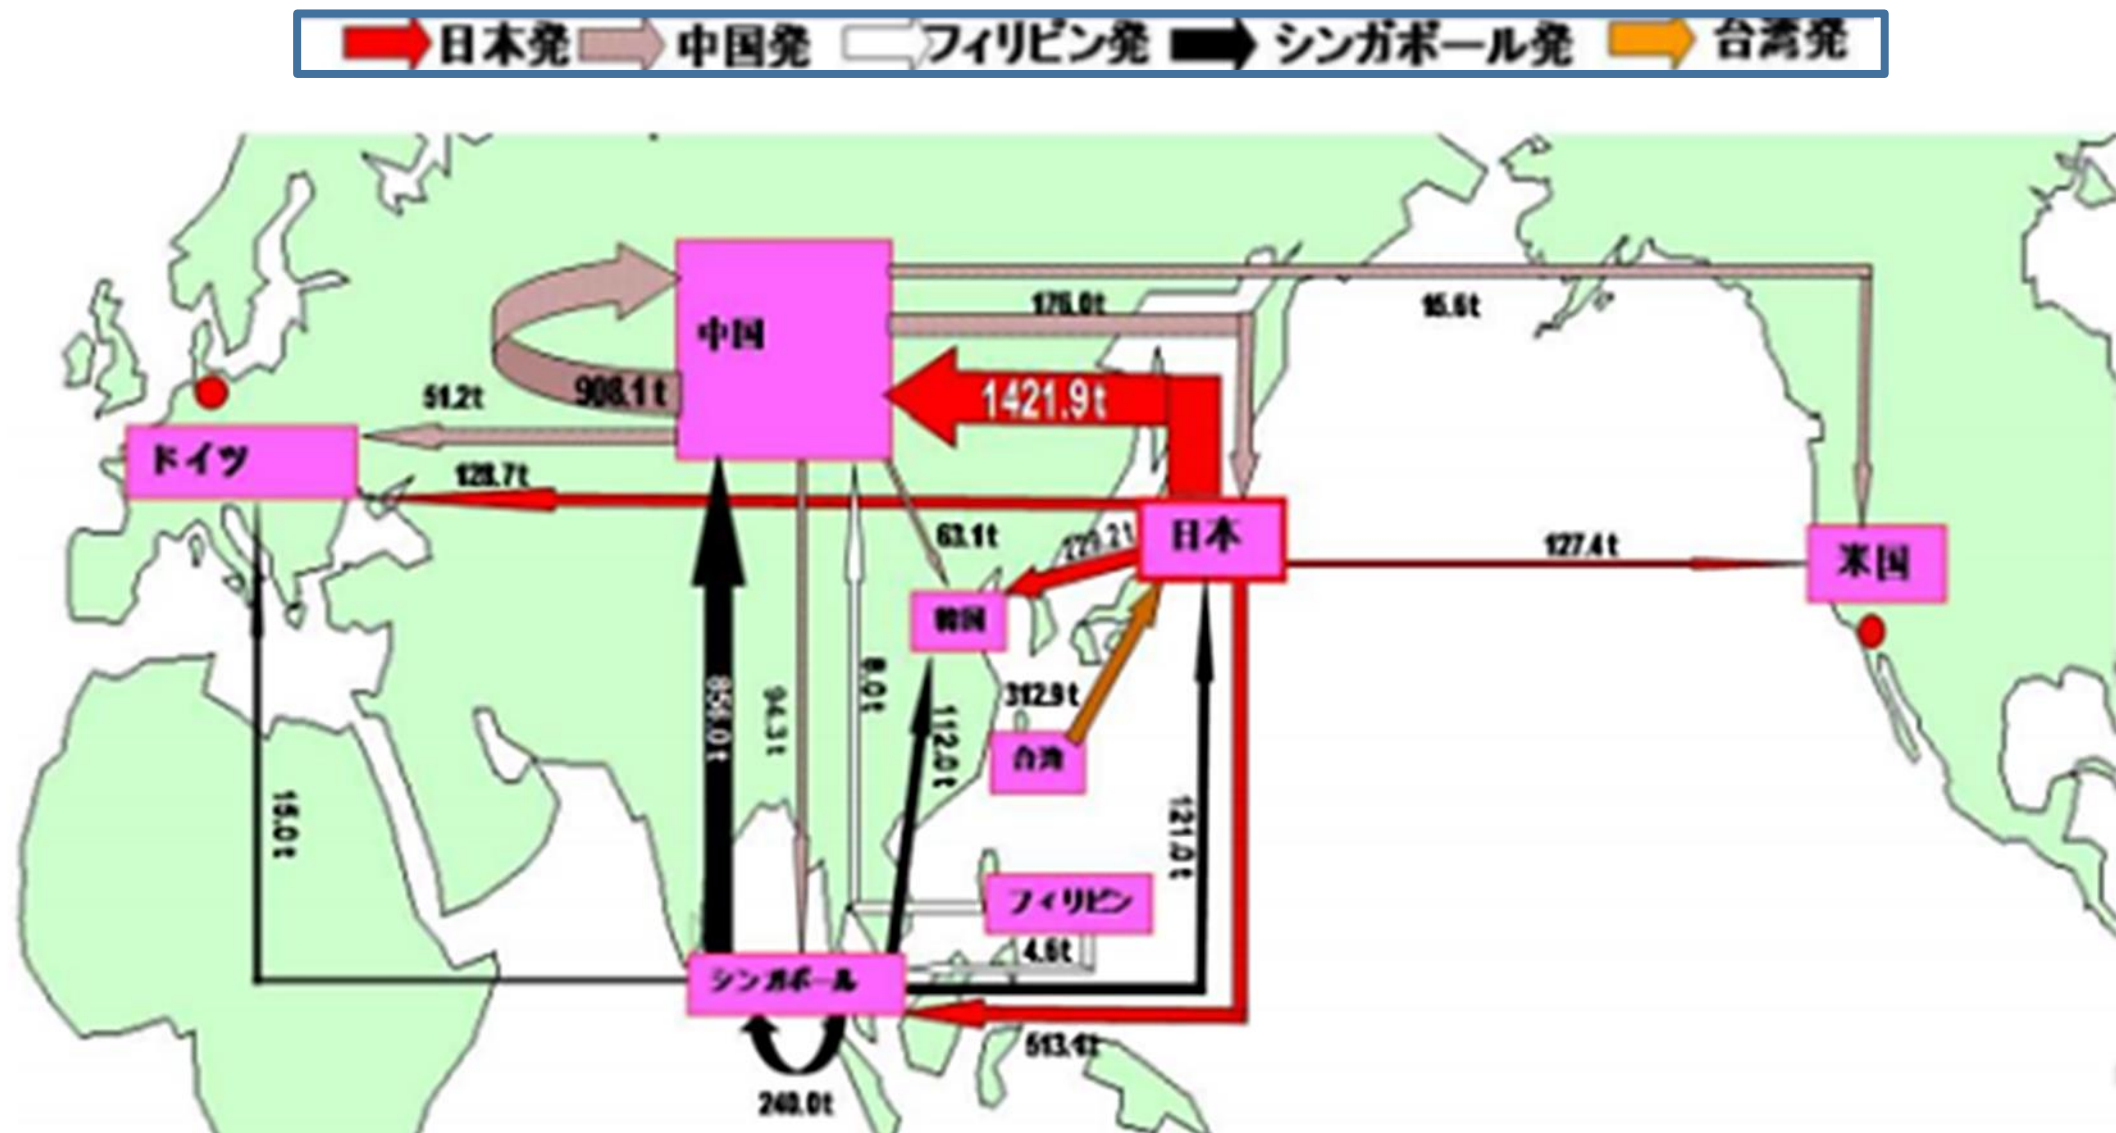 日本発 中国発 フィリピン発 シンガポール発 台湾発
176.0t
15.6t
中国
908.1t
51.2t
1421.9t
ドイツ
128.7t
日本
63.1t
127.4t
米国
韓国
312.9t
94.3t
8.0t
112.0t
台湾
15.0t
121.0t
フィリピン
4.6t
シンガポール
240.0t